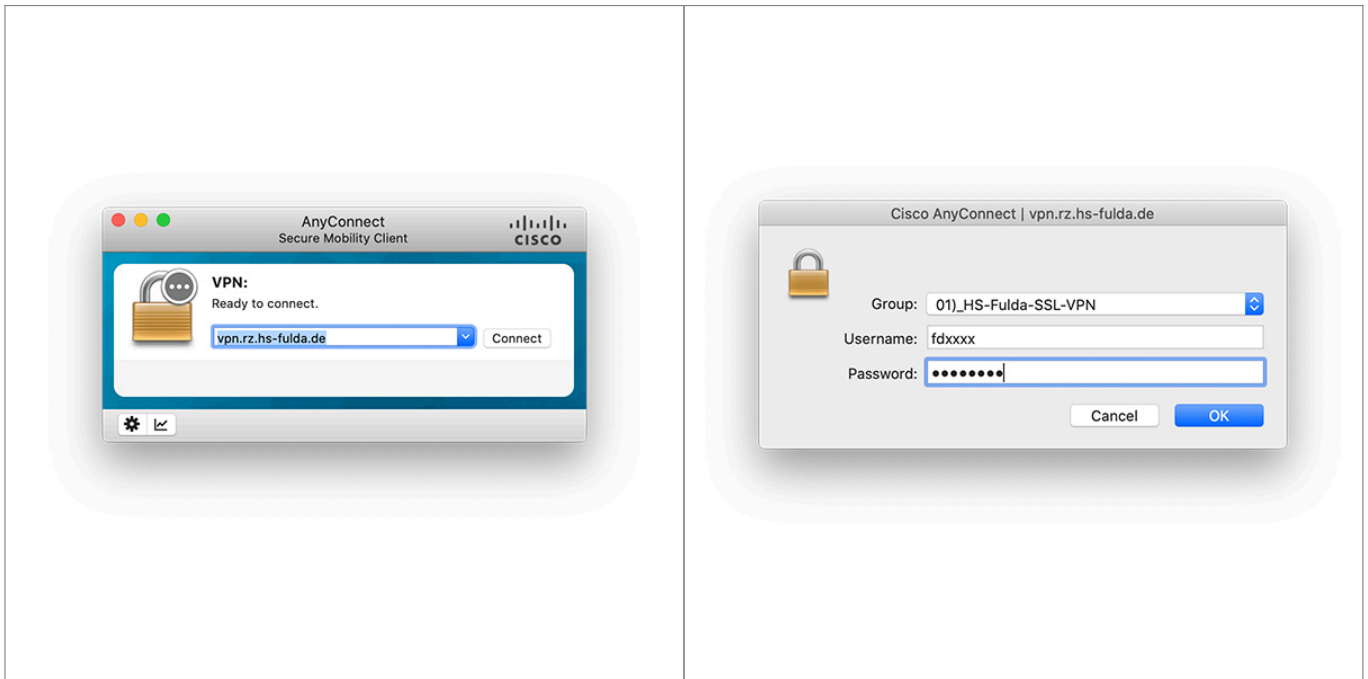 AnyConnect
Secure Mobility Client
CISCO
VPN:
Ready to connect.
vpn.rz.hs-fulda.de
Connect
Cisco AnyConnect | vpn.rz.hs-fulda.de
Group: 01)_HS-Fulda-SSL-VPN
Username: fdxxxx
Password: ••••••••
Cancel OK